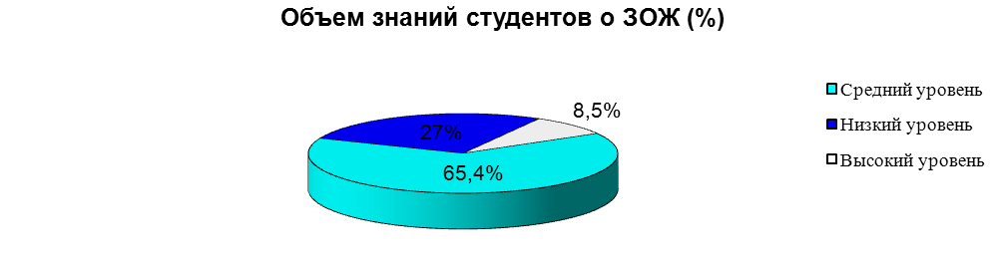 Объем знаний студентов о ЗОЖ (%)
8,5%
27%
65,4%
Средний уровень
Низкий уровень
Высокий уровень